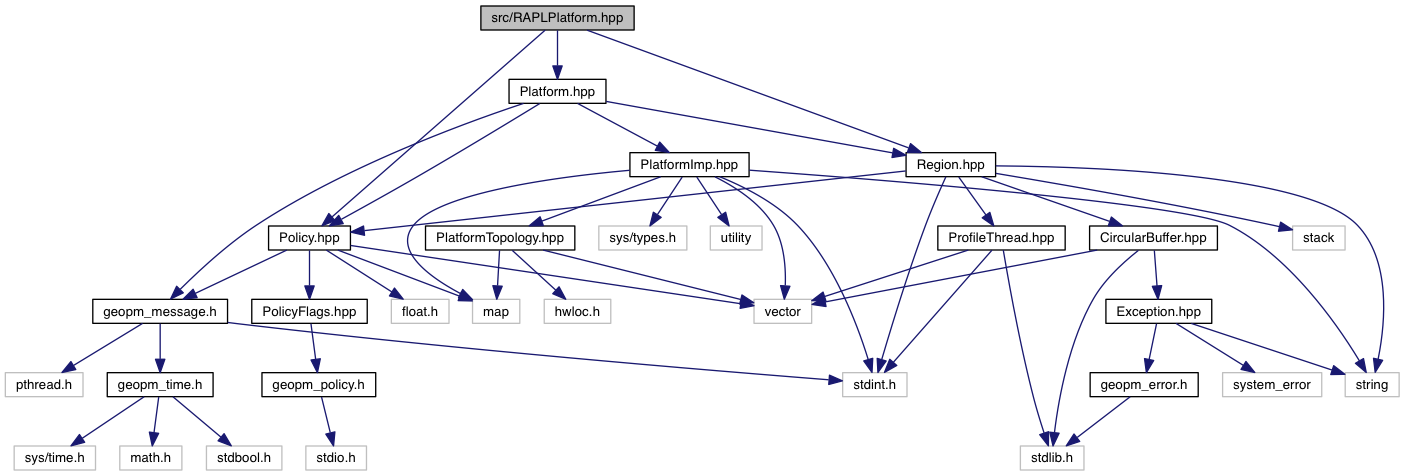 src/RAPLPlatform.hpp
Platform.hpp
PlatformImp.hpp
Region.hpp
Policy.hpp
PlatformTopology.hpp
sys/types.h
utility
ProfileThread.hpp
CircularBuffer.hpp
stack
geopm_message.h
PolicyFlags.hpp
float.h
map
hwloc.h
vector
Exception.hpp
pthread.h
geopm_time.h
geopm_policy.h
stdint.h
geopm_error.h
system_error
string
sys/time.h
math.h
stdbool.h
stdio.h
stdlib.h